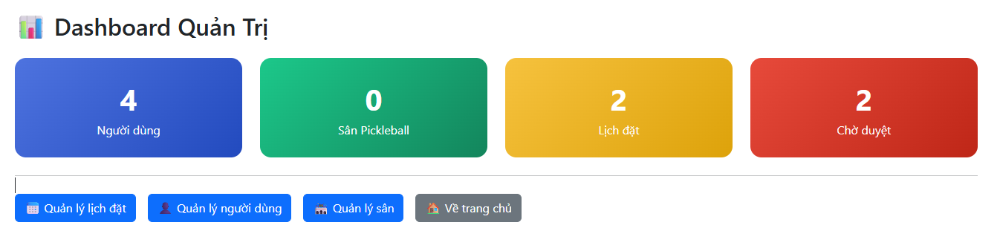 Dashboard Quản Trị
4
Người dùng
0
Sân Pickleball
2
Lịch đặt
2
Chờ duyệt
Quản lý lịch đặt
Quản lý người dùng
Quản lý sân
Về trang chủ